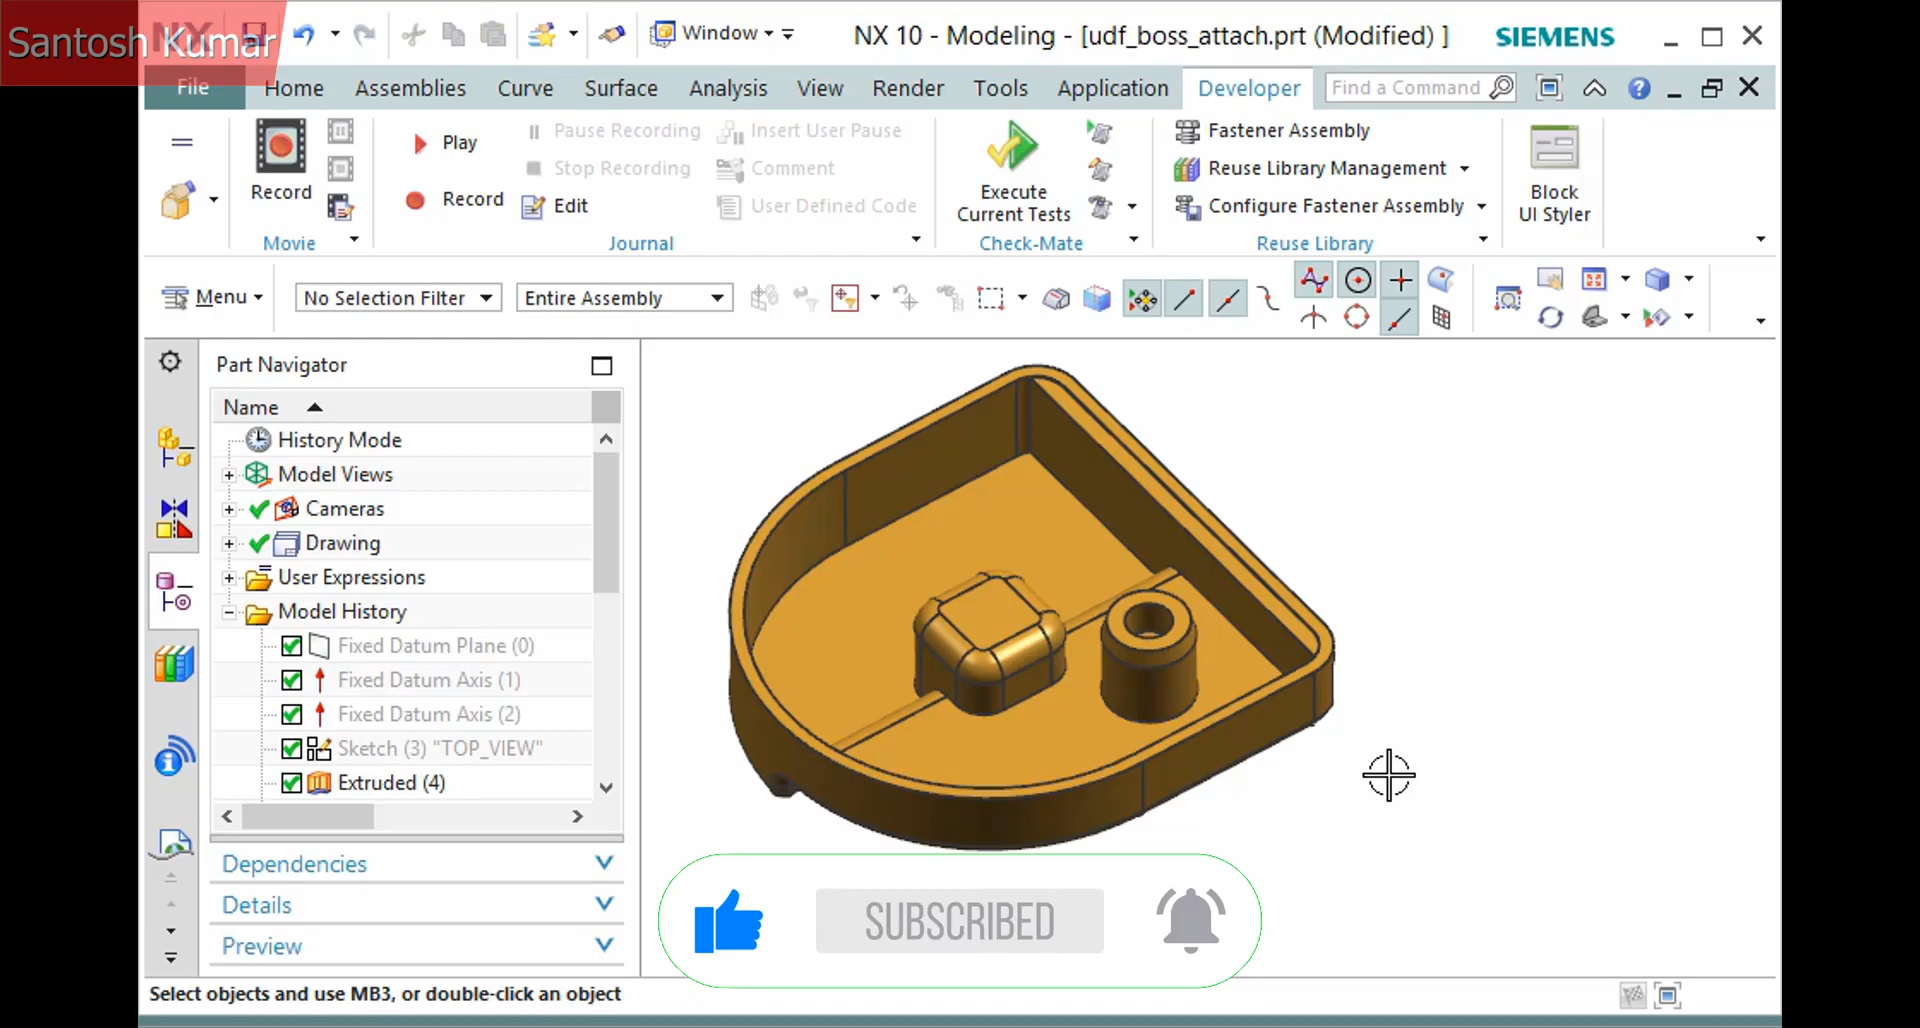 Santosh Kumar
NX
Window
NX 10 - Modeling - [udf_boss_attach.prt (Modified) ]
SIEMENS
File
Home
Assemblies
Curve
Surface
Analysis
View
Render
Tools
Application
Developer
Find a Command
Record
Movie
Play
Record
Pause Recording
Stop Recording
Edit
Insert User Pause
Comment
User Defined Code
Journal
Execute
Current Tests
Check-Mate
Fastener Assembly
Reuse Library Management
Configure Fastener Assembly
Reuse Library
Block
UI Styler
Menu
No Selection Filter
Entire Assembly
Part Navigator
Name
History Mode
Model Views
Cameras
Drawing
User Expressions
Model History
Fixed Datum Plane (0)
Fixed Datum Axis (1)
Fixed Datum Axis (2)
Sketch (3) "TOP_VIEW"
Extruded (4)
Dependencies
Details
Preview
SUBSCRIBED
Select objects and use MB3, or double-click an object